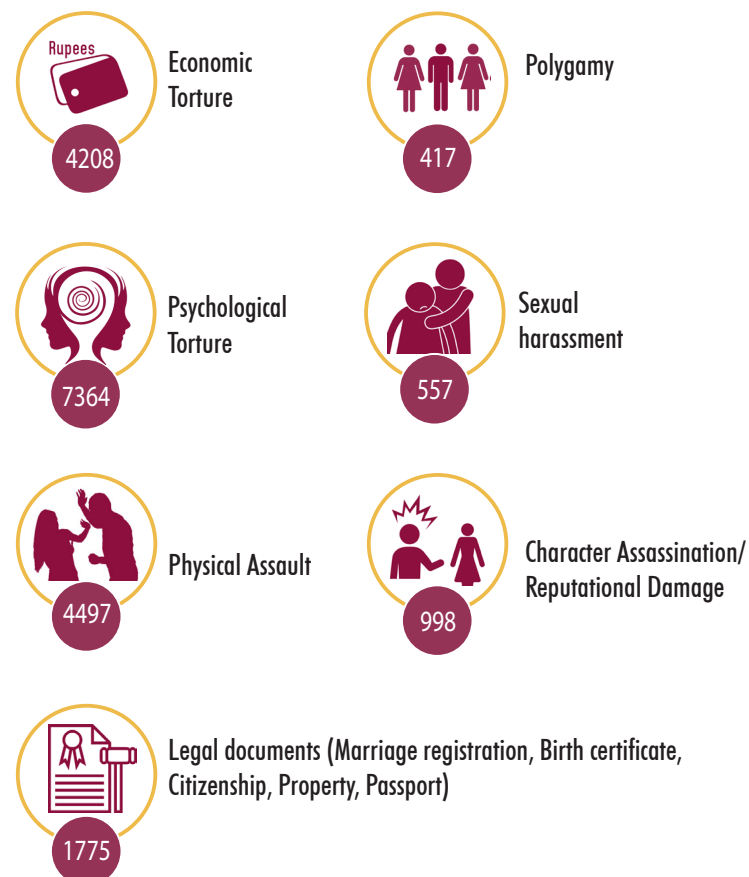 Rupees
Economic
Torture
4208
Polygamy
417
Psychological
Torture
7364
Sexual
harassment
557
Physical Assault
4497
Character Assassination/
Reputational Damage
998
Legal documents (Marriage registration, Birth certificate,
Citizenship, Property, Passport)
1775